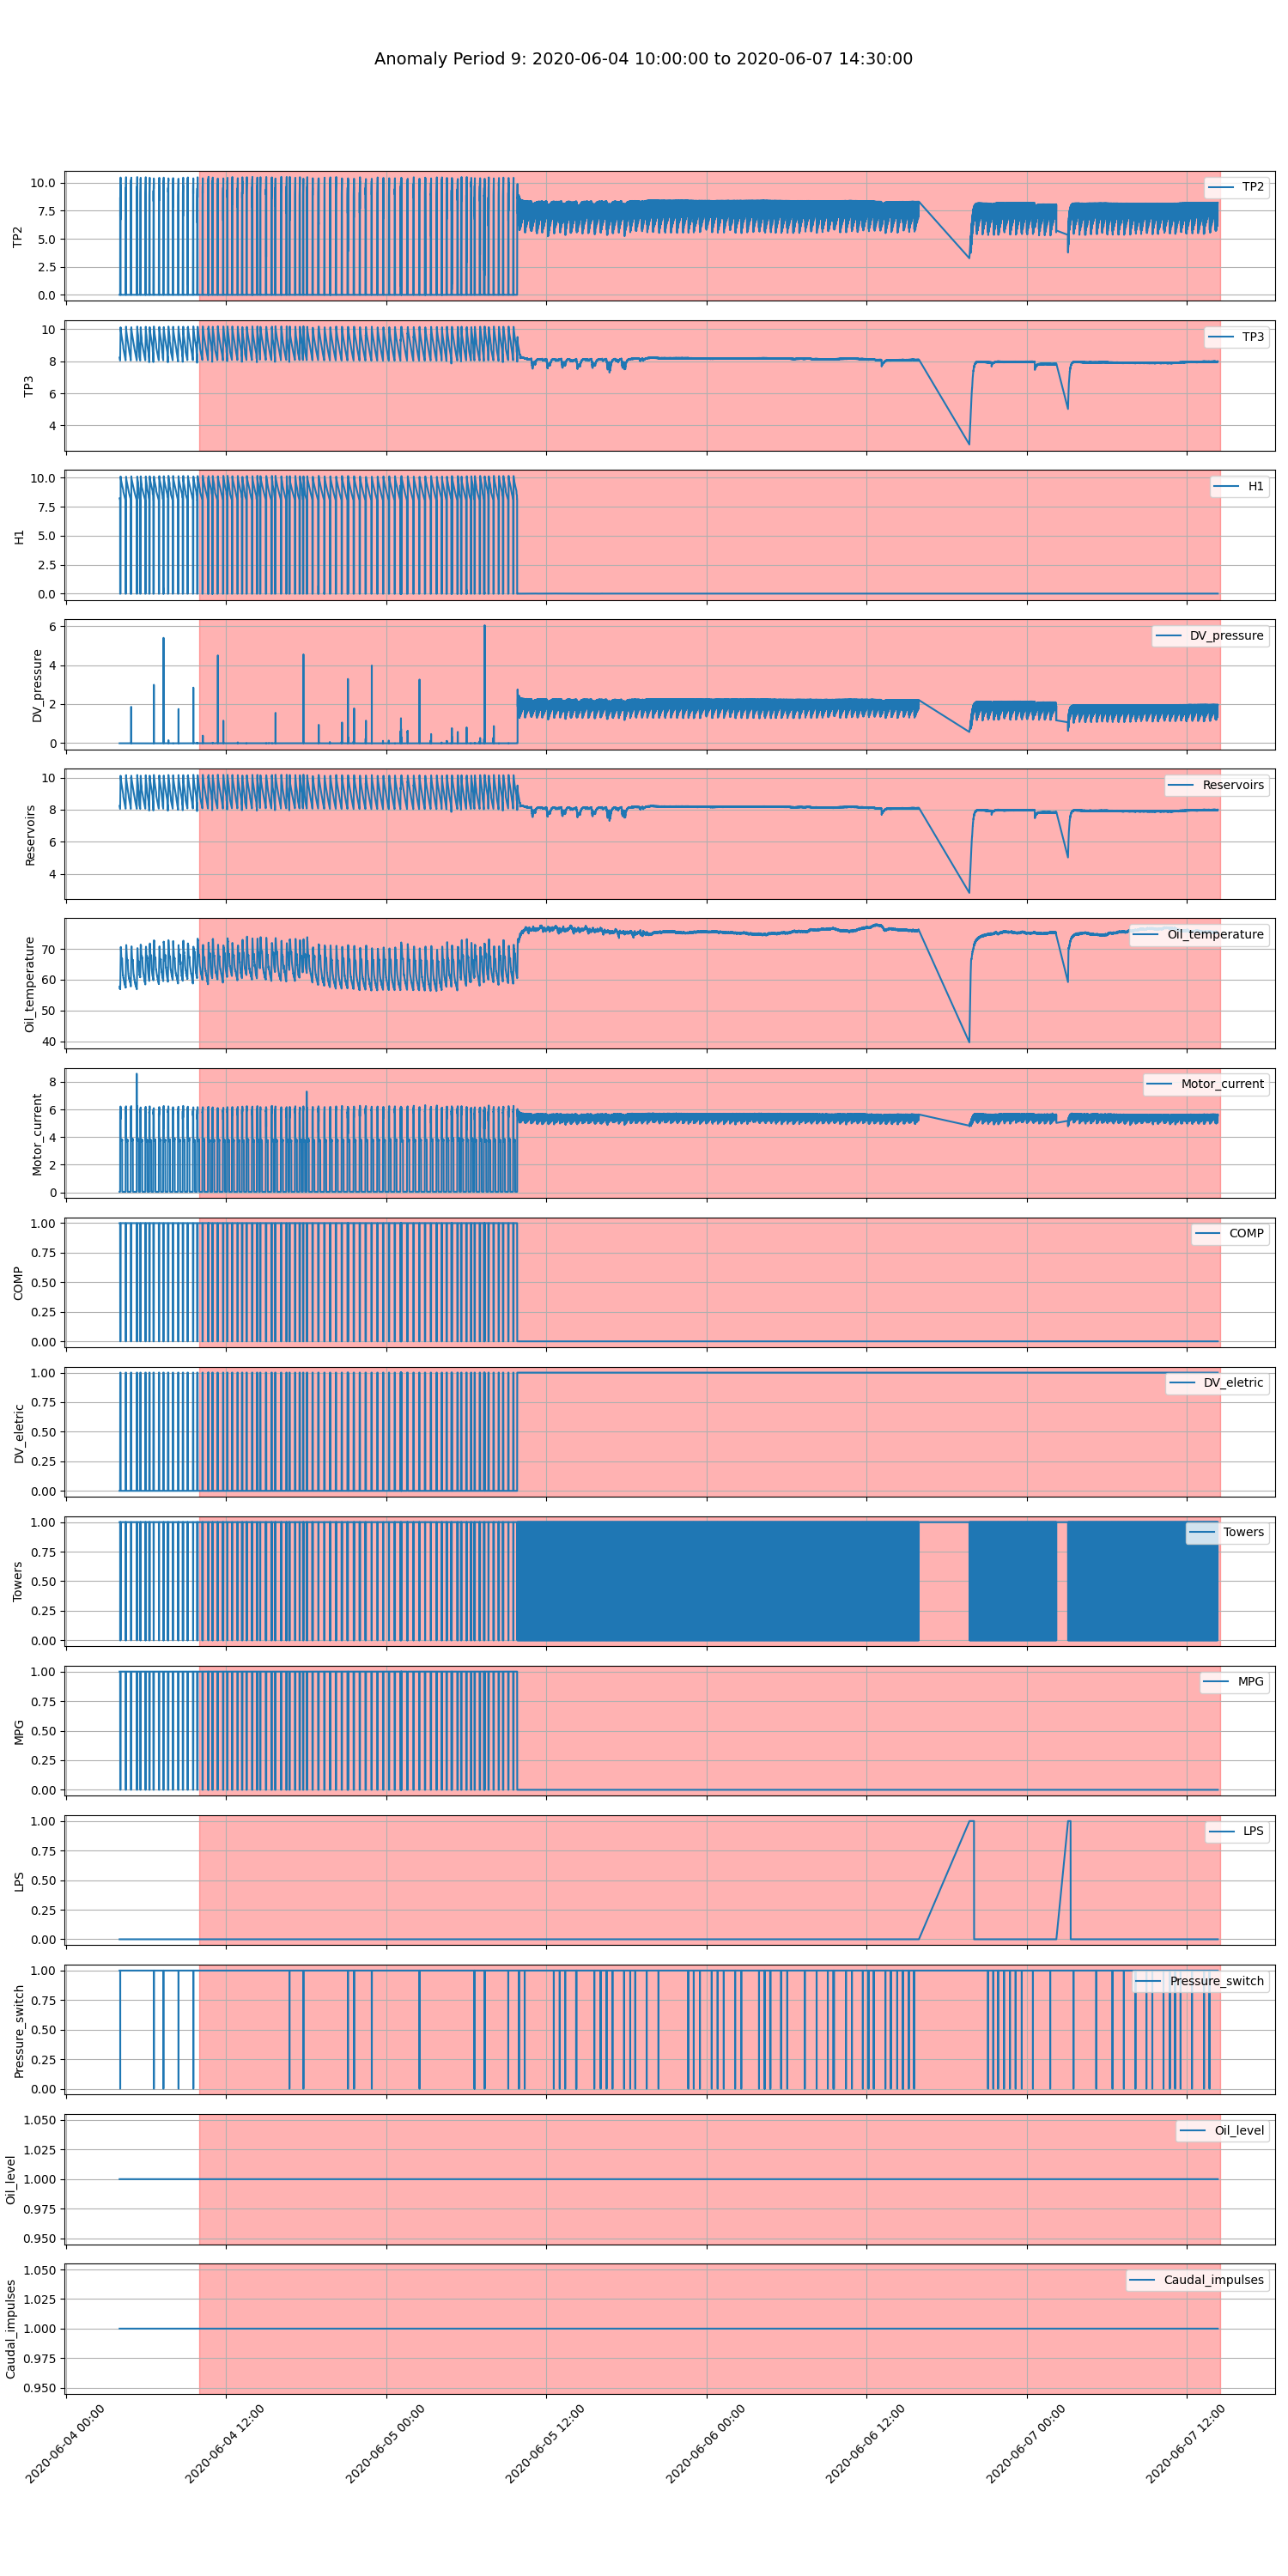 Anomaly Period 9: 2020-06-04 10:00:00 to 2020-06-07 14:30:00
10.0
7.5
5.0
2.5
0.0
TP2
TP2
10
8
6
4
TP3
TP3
10.0
7.5
5.0
2.5
0.0
H1
H1
6
4
2
0
DV_pressure
DV_pressure
10
8
6
4
Reservoirs
Reservoirs
70
60
50
40
Oil_temperature
Oil_temperature
8
6
4
2
0
Motor_current
Motor_current
1.00
0.75
0.50
0.25
0.00
COMP
COMP
1.00
0.75
0.50
0.25
0.00
DV_eletric
DV_eletric
1.00
0.75
0.50
0.25
0.00
Towers
Towers
1.00
0.75
0.50
0.25
0.00
MPG
MPG
1.00
0.75
0.50
0.25
0.00
LPS
LPS
1.00
0.75
0.50
0.25
0.00
Pressure_switch
Pressure_switch
1.050
1.025
1.000
0.975
0.950
Oil_level
Oil_level
1.050
1.025
1.000
0.975
0.950
Caudal_impulses
Caudal_impulses
2020-06-04 00:00
2020-06-04 12:00
2020-06-05 00:00
2020-06-05 12:00
2020-06-06 00:00
2020-06-06 12:00
2020-06-07 00:00
2020-06-07 12:00